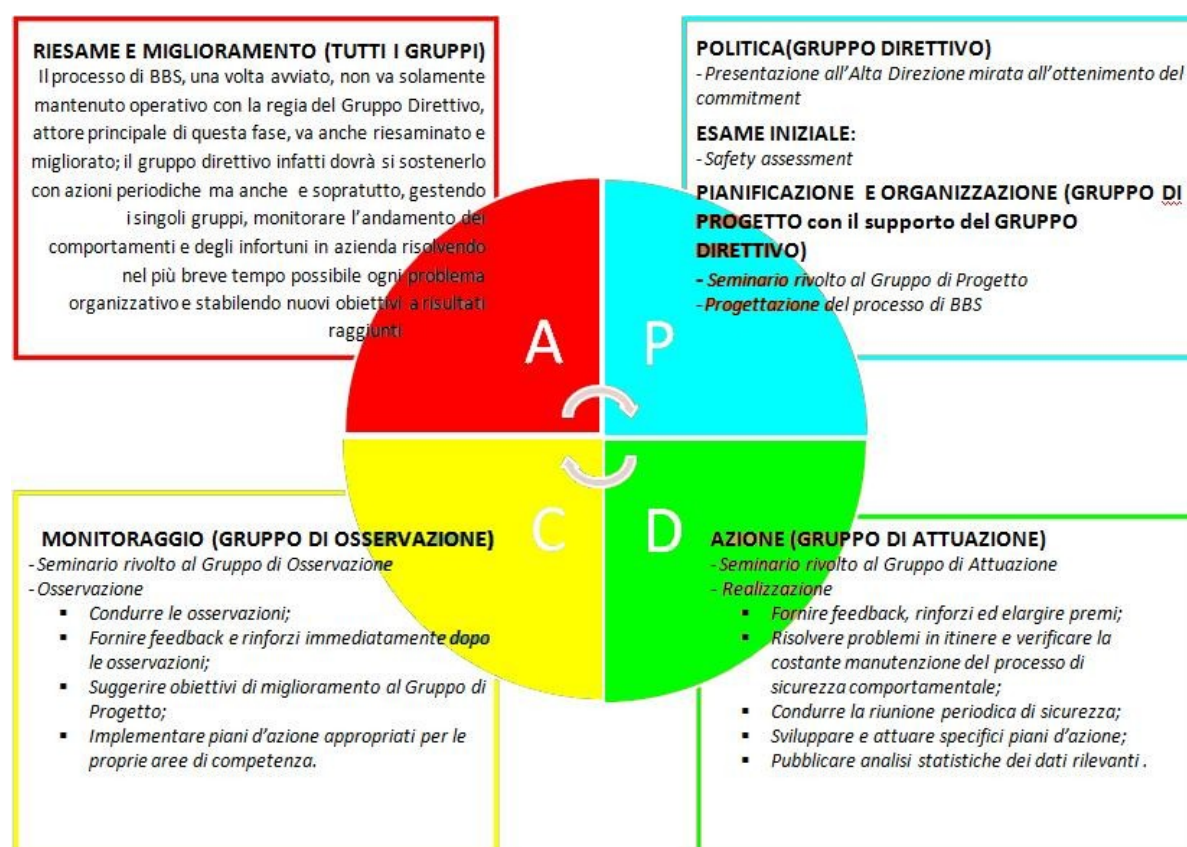 RIESAME E MIGLIORAMENTO (TUTTI I GRUPPI)
Il processo di BBS, una volta avviato, non va solamente
mantenuto operativo con la regia del Gruppo Direttivo,
attore principale di questa fase, va anche riesaminato e
migliorato; il gruppo direttivo infatti dovrà si sostenerlo
con azioni periodiche ma anche e sopratutto, gestendo
i singoli gruppi, monitorare l'andamento dei
comportamenti e degli infortuni in azienda risolvendo
nel più breve tempo possibile ogni problema
organizzativo e stabilendo nuovi obiettivi a risultati
raggiunti
POLITICA(GRUPPO DIRETTIVO)
- Presentazione all'Alta Direzione mirata all'ottenimento del
commitment
ESAME INIZIALE:
- Safety assessment
PIANIFICAZIONE E ORGANIZZAZIONE (GRUPPO DI
PROGETTO con il supporto del GRUPPO
DIRETTIVO)
- Seminario rivolto al Gruppo di Progetto
- Progettazione del processo di BBS
A
P
C
D
MONITORAGGIO (GRUPPO DI OSSERVAZIONE)
- Seminario rivolto al Gruppo di Osservazione
- Osservazione
▪ Condurre le osservazioni;
▪ Fornire feedback e rinforzi immediatamente dopo
le osservazioni;
▪ Suggerire obiettivi di miglioramento al Gruppo di
Progetto;
▪ Implementare piani d'azione appropriati per le
proprie aree di competenza.
AZIONE (GRUPPO DI ATTUAZIONE)
- Seminario rivolto al Gruppo di Attuazione
- Realizzazione
▪ Fornire feedback, rinforzi ed elargire premi;
▪ Risolvere problemi in itinere e verificare la
costante manutenzione del processo di
sicurezza comportamentale;
▪ Condurre la riunione periodica di sicurezza;
▪ Sviluppare e attuare specifici piani d'azione;
▪ Pubblicare analisi statistiche dei dati rilevanti .